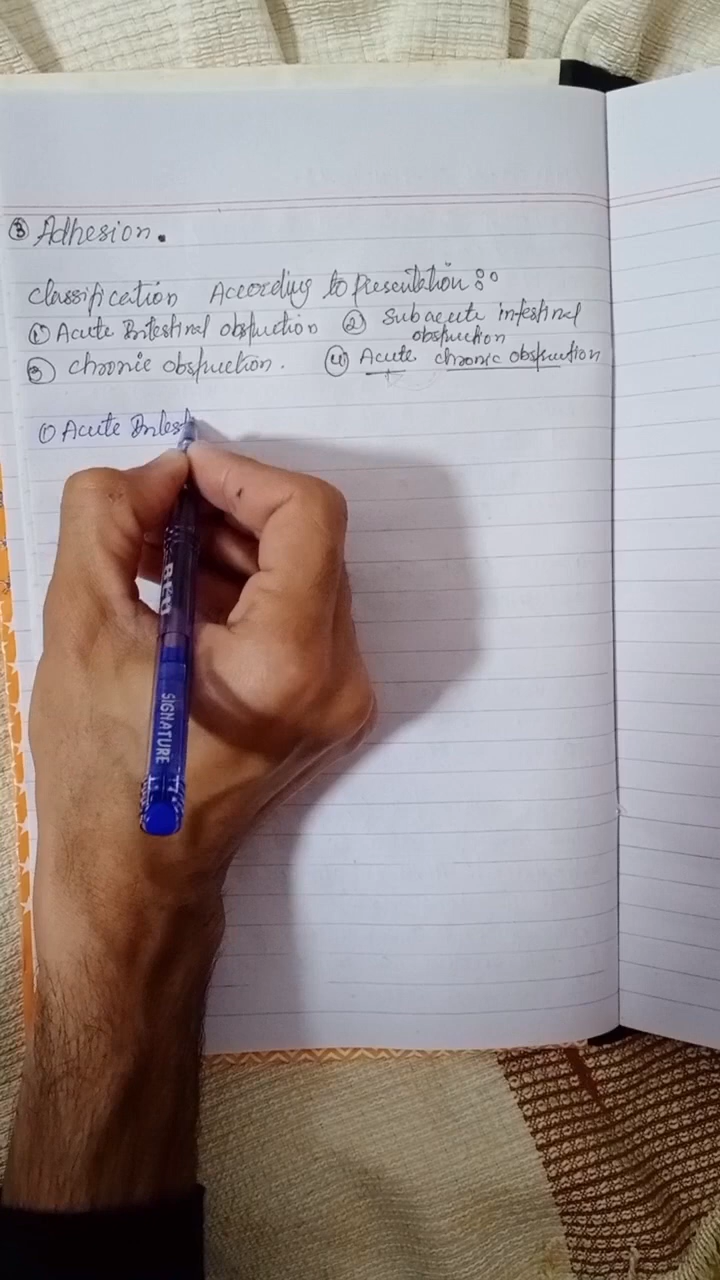 ③ Adhesion.
Classification According to Presentation:
① Acute Intestinal obstruction ② Subacute intestinal
obstruction
③ chronic obstruction. ④ Acute chronic obstruction
① Acute Intest
SIGNATURE